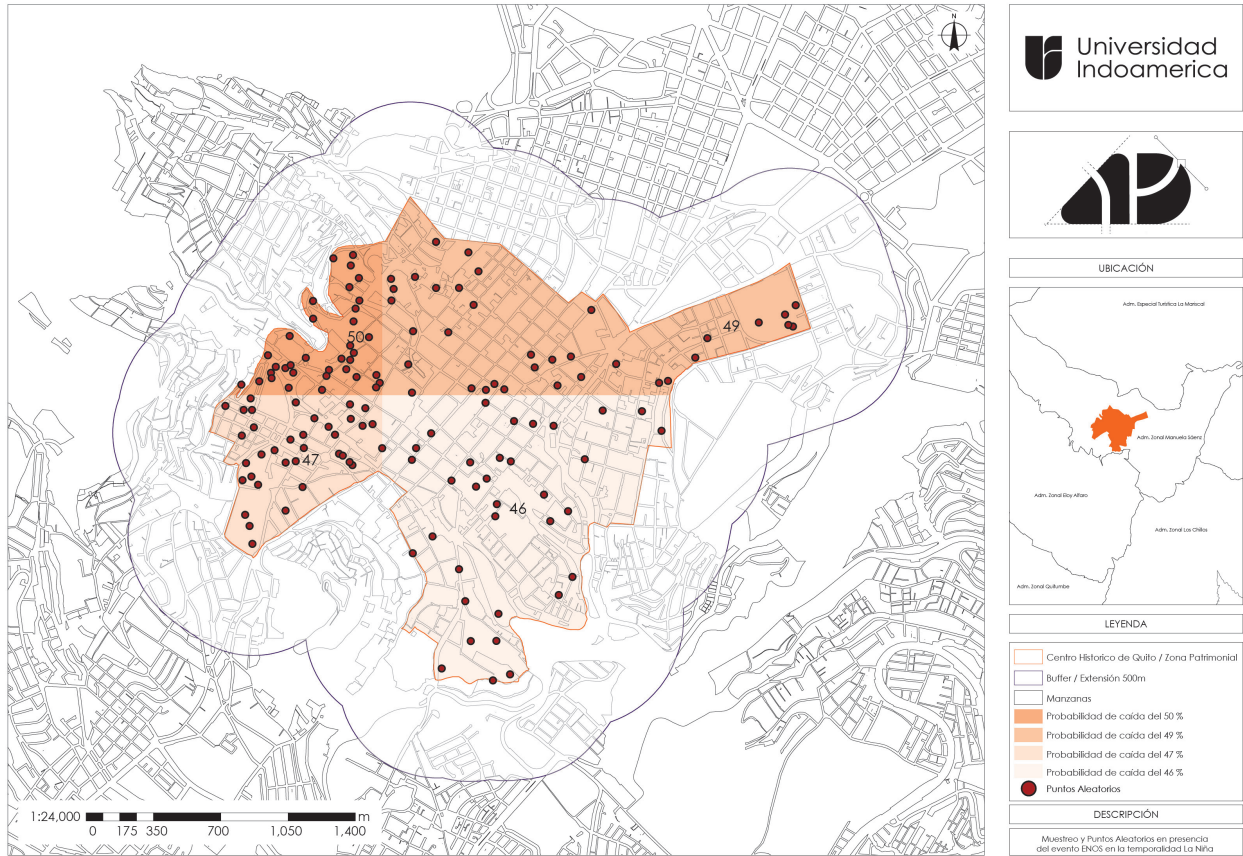 N
50
49
47
46
1:24,000
m
0 175 350 700 1,050 1,400
Universidad
Indoamerica
UBICACIÓN
Adm. Especial Turística La Mariscal
Adm. Zonal Manuela Sáenz
Adm. Zonal Eloy Alfaro
Adm. Zonal Los Chillos
Adm. Zonal Quitumbe
LEYENDA
Centro Historico de Quito / Zona Patrimonial
Buffer / Extensión 500m
Manzanas
Probabilidad de caída del 50 %
Probabilidad de caída del 49 %
Probabilidad de caída del 47 %
Probabilidad de caída del 46 %
Puntos Aleatorios
DESCRIPCIÓN
Muestreo y Puntos Aleatorios en presencia
del evento ENOS en la temporalidad La Niña